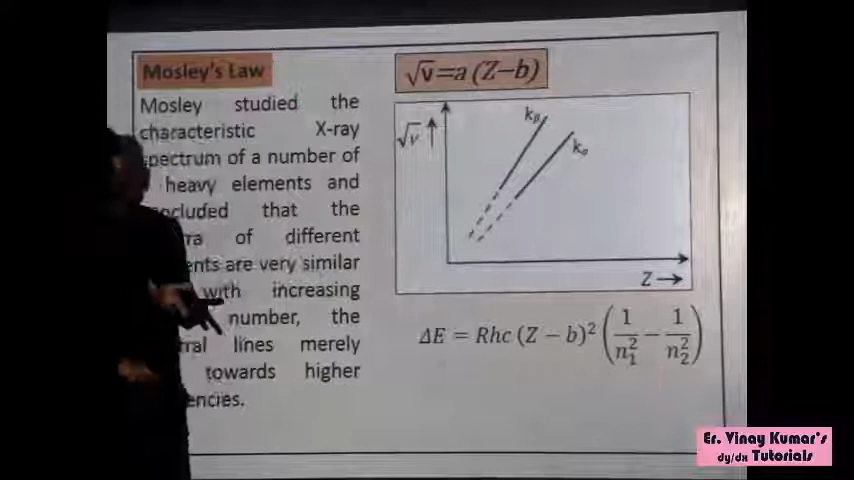 Mosley's Law
Mosley studied the
characteristic X-ray
spectrum of a number of
heavy elements and
the
of different
are very similar
with increasing
number, the
lines merely
towards higher
√ν=a (Z−b)
√ν
kβ
kα
Z
ΔE = Rhc (Z − b)² (1/n₁² − 1/n₂²)
Er. Vinay Kumar's
dy/dx Tutorials